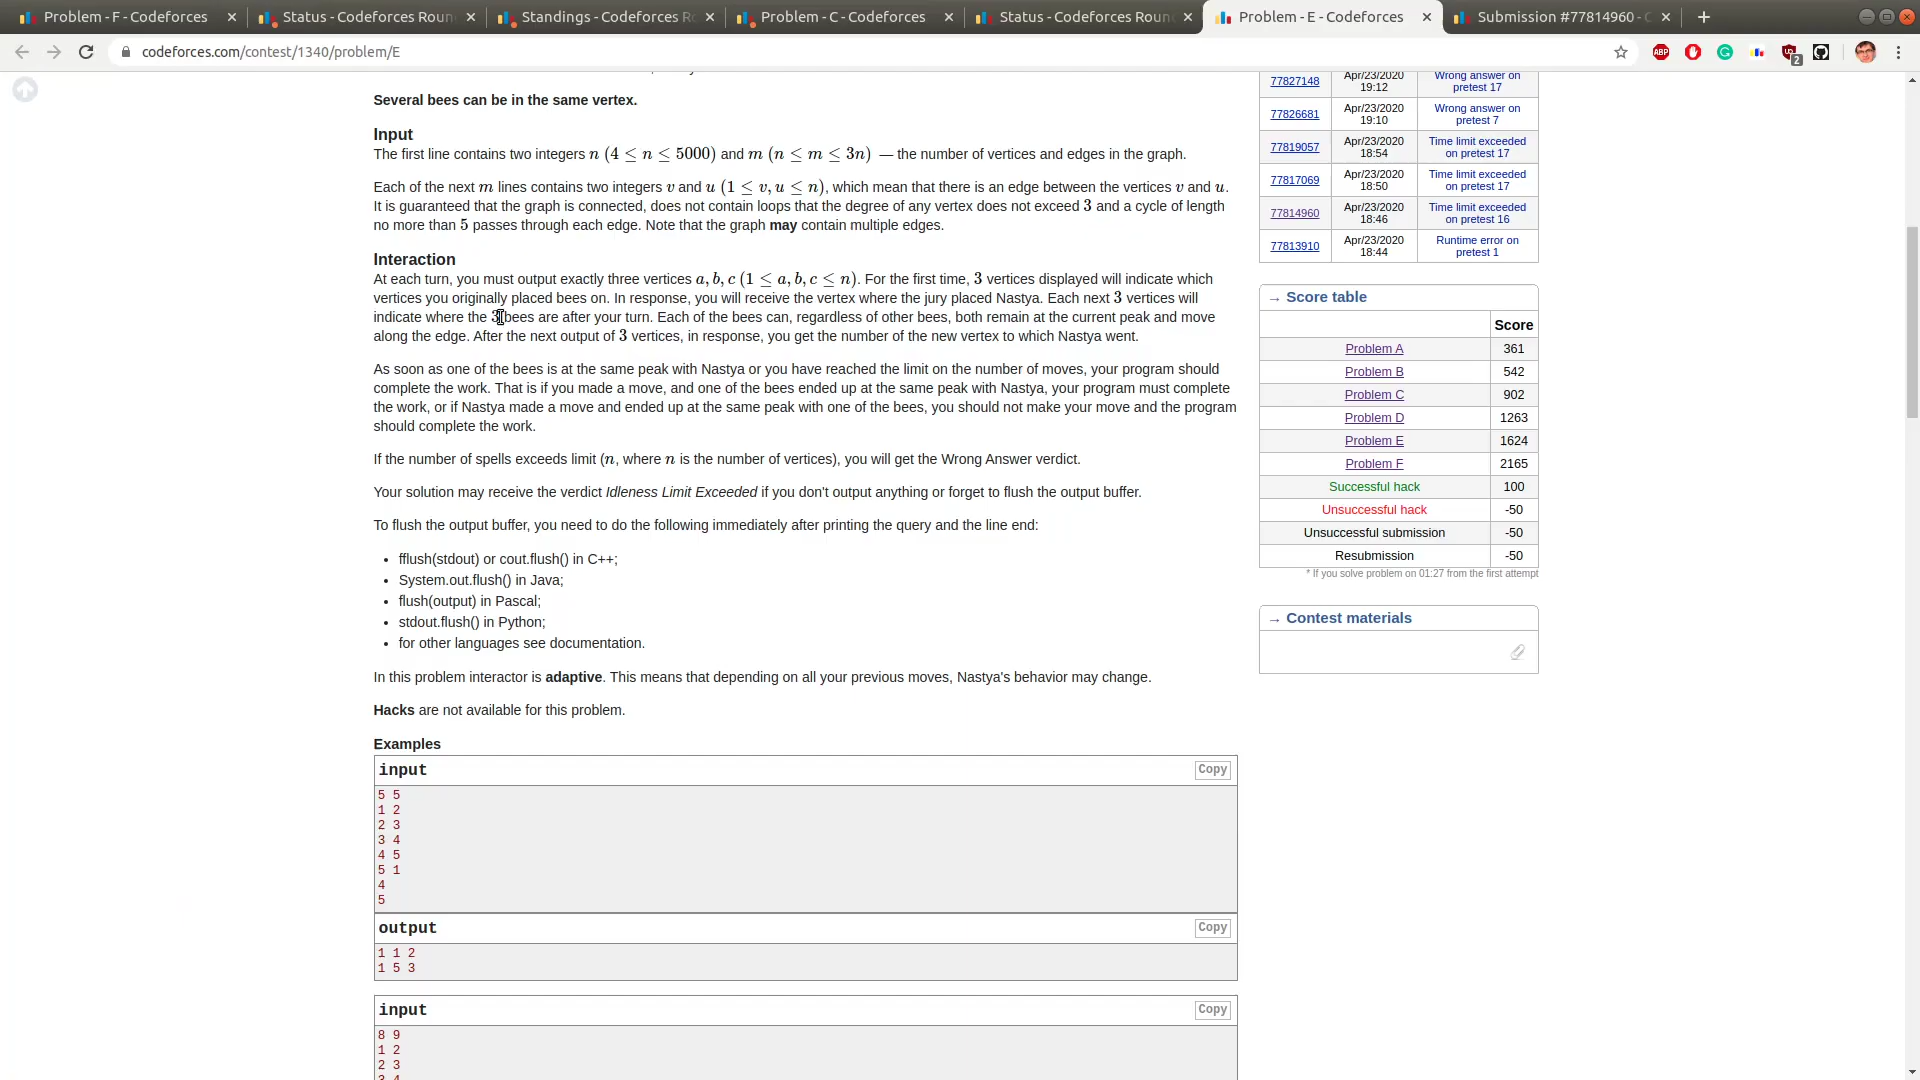 Problem - F - Codeforces
Status - Codeforces Roun
Standings - Codeforces R
Problem - C - Codeforces
Status - Codeforces Roun
Problem - E - Codeforces
Submission #77814960 - C
codeforces.com/contest/1340/problem/E
ABP
2
Several bees can be in the same vertex.
Input
The first line contains two integers n (4 ≤ n ≤ 5000) and m (n ≤ m ≤ 3n) — the number of vertices and edges in the graph.
Each of the next m lines contains two integers v and u (1 ≤ v, u ≤ n), which mean that there is an edge between the vertices v and u.
It is guaranteed that the graph is connected, does not contain loops that the degree of any vertex does not exceed 3 and a cycle of length
no more than 5 passes through each edge. Note that the graph may contain multiple edges.
Interaction
At each turn, you must output exactly three vertices a, b, c (1 ≤ a, b, c ≤ n). For the first time, 3 vertices displayed will indicate which
vertices you originally placed bees on. In response, you will receive the vertex where the jury placed Nastya. Each next 3 vertices will
indicate where the 3 bees are after your turn. Each of the bees can, regardless of other bees, both remain at the current peak and move
along the edge. After the next output of 3 vertices, in response, you get the number of the new vertex to which Nastya went.
As soon as one of the bees is at the same peak with Nastya or you have reached the limit on the number of moves, your program should
complete the work. That is if you made a move, and one of the bees ended up at the same peak with Nastya, your program must complete
the work, or if Nastya made a move and ended up at the same peak with one of the bees, you should not make your move and the program
should complete the work.
If the number of spells exceeds limit (n, where n is the number of vertices), you will get the Wrong Answer verdict.
Your solution may receive the verdict Idleness Limit Exceeded if you don't output anything or forget to flush the output buffer.
To flush the output buffer, you need to do the following immediately after printing the query and the line end:
• fflush(stdout) or cout.flush() in C++;
• System.out.flush() in Java;
• flush(output) in Pascal;
• stdout.flush() in Python;
• for other languages see documentation.
In this problem interactor is adaptive. This means that depending on all your previous moves, Nastya's behavior may change.
Hacks are not available for this problem.
Examples
input
Copy
5 5
1 2
2 3
3 4
4 5
5 1
4
5
output
Copy
1 1 2
1 5 3
input
Copy
8 9
1 2
2 3
3 4
77827148 Apr/23/2020 19:12 Wrong answer on pretest 17
77826681 Apr/23/2020 19:10 Wrong answer on pretest 7
77819057 Apr/23/2020 18:54 Time limit exceeded on pretest 17
77817069 Apr/23/2020 18:50 Time limit exceeded on pretest 17
77814960 Apr/23/2020 18:46 Time limit exceeded on pretest 16
77813910 Apr/23/2020 18:44 Runtime error on pretest 1
→ Score table
Score
Problem A 361
Problem B 542
Problem C 902
Problem D 1263
Problem E 1624
Problem F 2165
Successful hack 100
Unsuccessful hack -50
Unsuccessful submission -50
Resubmission -50
* If you solve problem on 01:27 from the first attempt
→ Contest materials